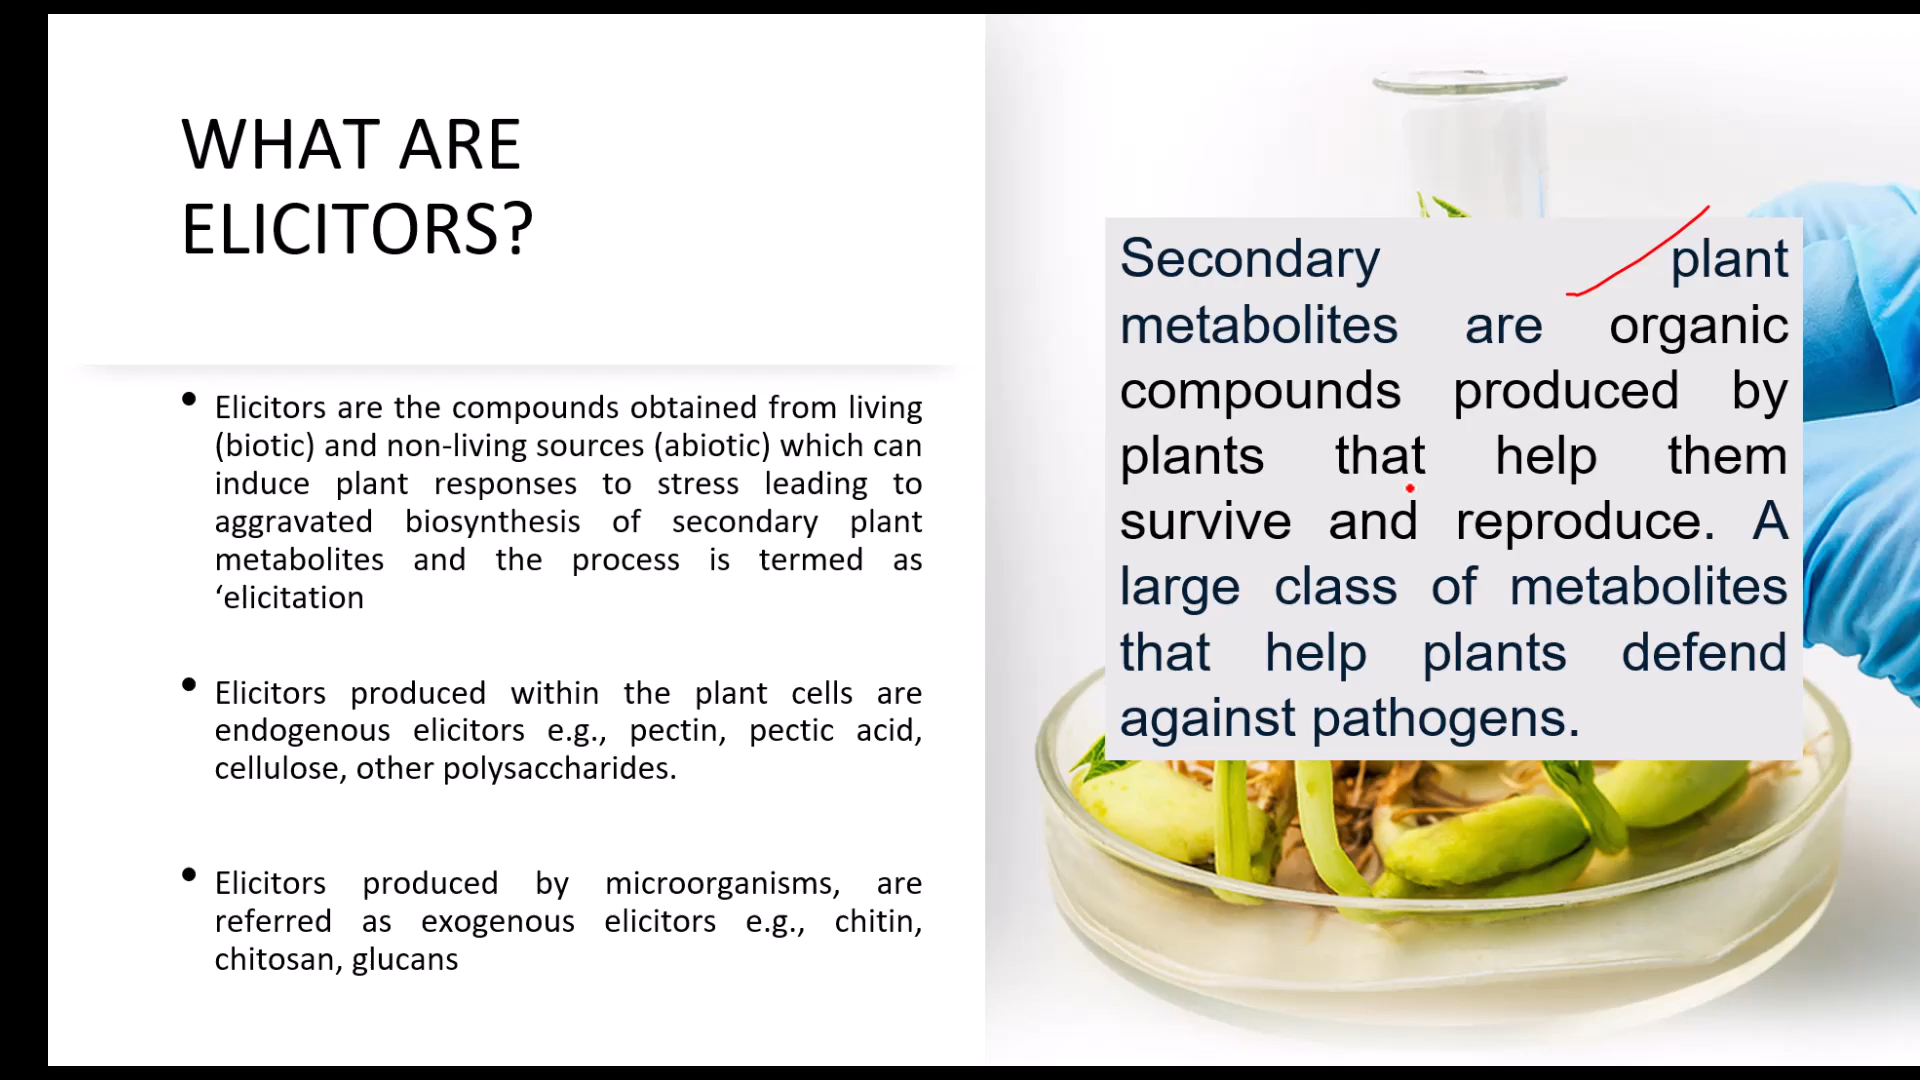 WHAT ARE
ELICITORS?
• Elicitors are the compounds obtained from living
(biotic) and non-living sources (abiotic) which can
induce plant responses to stress leading to
aggravated biosynthesis of secondary plant
metabolites and the process is termed as
‘elicitation
• Elicitors produced within the plant cells are
endogenous elicitors e.g., pectin, pectic acid,
cellulose, other polysaccharides.
• Elicitors produced by microorganisms, are
referred as exogenous elicitors e.g., chitin,
chitosan, glucans
Secondary plant
metabolites are organic
compounds produced by
plants that help them
survive and reproduce. A
large class of metabolites
that help plants defend
against pathogens.